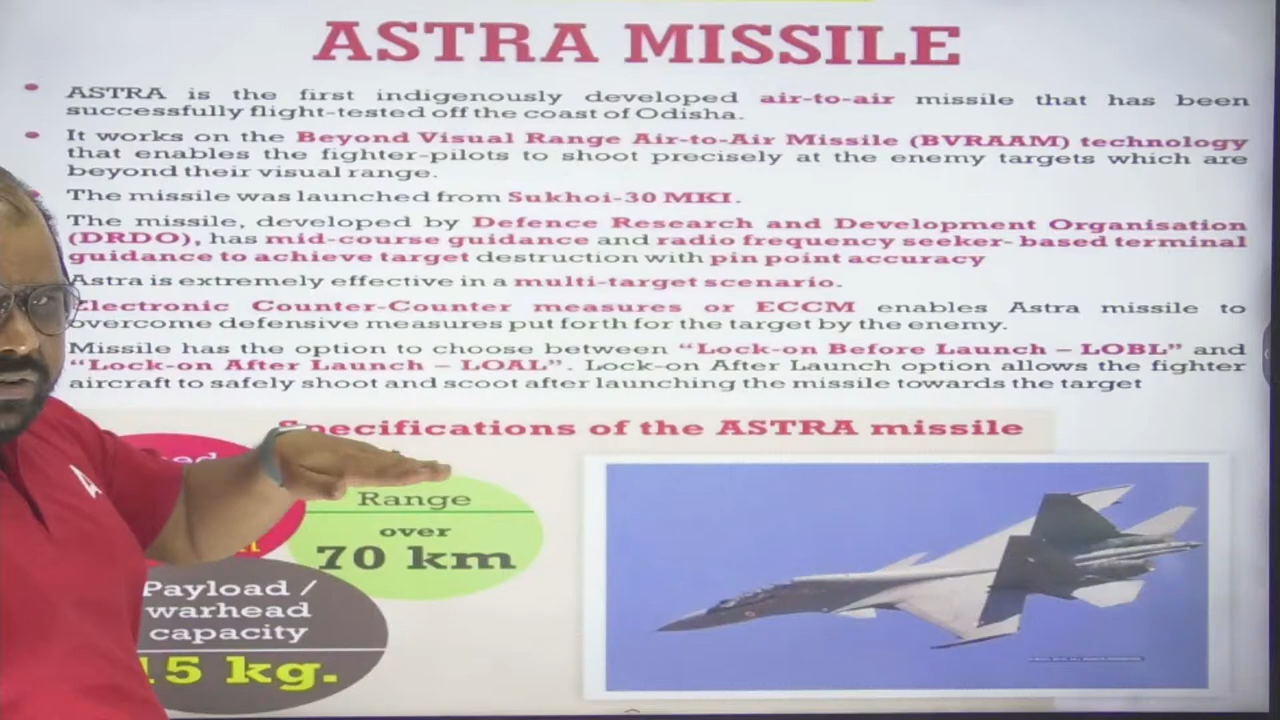 ASTRA MISSILE
• ASTRA is the first indigenously developed air-to-air missile that has been
successfully flight-tested off the coast of Odisha.
• It works on the Beyond Visual Range Air-to-Air Missile (BVRAAM) technology
that enables the fighter-pilots to shoot precisely at the enemy targets which are
beyond their visual range.
The missile was launched from Sukhoi-30 MKI.
The missile, developed by Defence Research and Development Organisation
(DRDO), has mid-course guidance and radio frequency seeker- based terminal
guidance to achieve target destruction with pin point accuracy
Astra is extremely effective in a multi-target scenario.
Electronic Counter-Counter measures or ECCM enables Astra missile to
overcome defensive measures put forth for the target by the enemy.
Missile has the option to choose between “Lock-on Before Launch – LOBL” and
“Lock-on After Launch – LOAL”. Lock-on After Launch option allows the fighter
aircraft to safely shoot and scoot after launching the missile towards the target
Specifications of the ASTRA missile
Range
over
70 km
Payload /
warhead
capacity
15 kg.